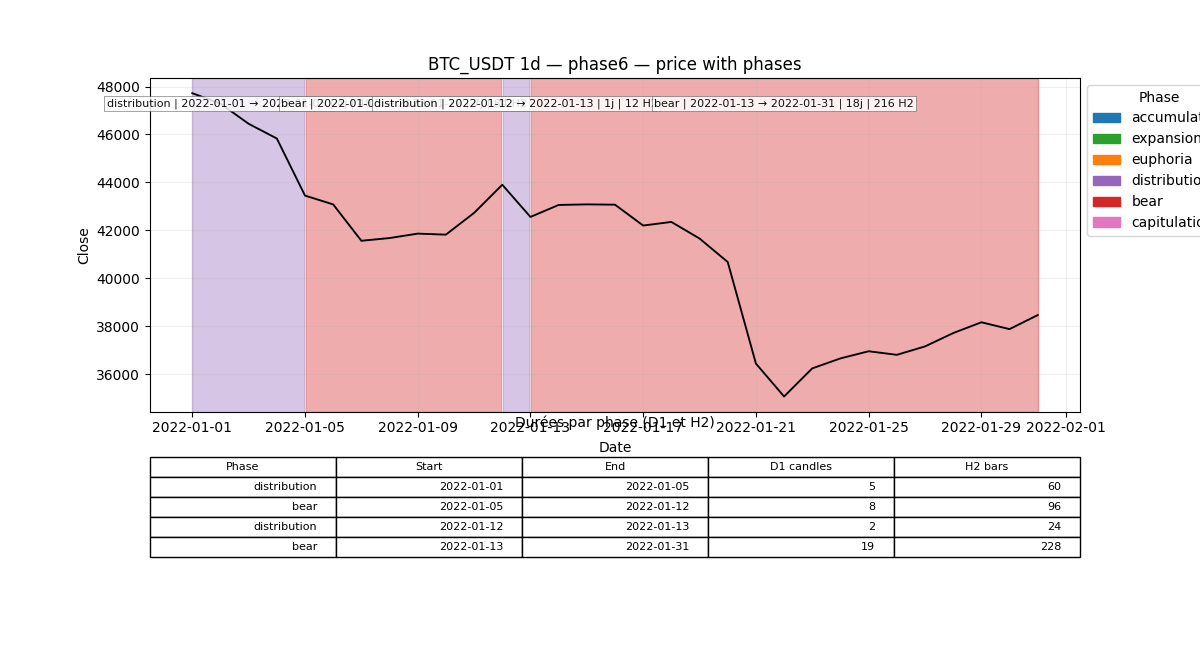 BTC_USDT 1d — phase6 — price with phases
48000
46000
44000
42000
40000
38000
36000
Close
distribution | 2022-01-01 →
bear |
distribution | 2022-01-12 → 2022-01-13 | 1j | 12
bear | 2022-01-13 → 2022-01-31 | 18j | 216 H2
Phase
accumulat
expansion
euphoria
distributio
bear
capitulatio
2022-01-01 2022-01-05 2022-01-09 2022-01-13 2022-01-17 2022-01-21 2022-01-25 2022-01-29 2022-02-01
Durées par phase (D1 et H2)
Date
Phase Start End D1 candles H2 bars
distribution 2022-01-01 2022-01-05 5 60
bear 2022-01-05 2022-01-12 8 96
distribution 2022-01-12 2022-01-13 2 24
bear 2022-01-13 2022-01-31 19 228